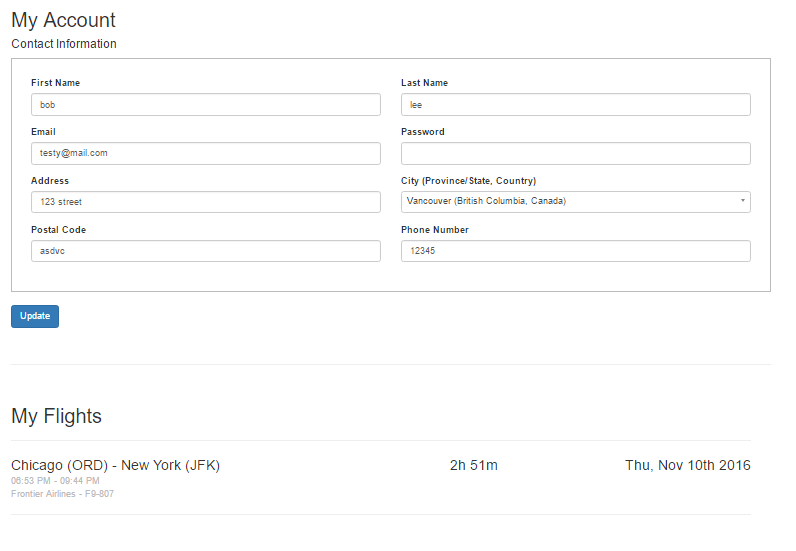 My Account
Contact Information
First Name
Last Name
bob
lee
Email
Password
testy@mail.com
Address
City (Province/State, Country)
123 street
Vancouver (British Columbia, Canada)
Postal Code
Phone Number
asdvc
12345
Update
My Flights
Chicago (ORD) - New York (JFK)
2h 51m
Thu, Nov 10th 2016
06:53 PM - 09:44 PM
Frontier Airlines - F9-807